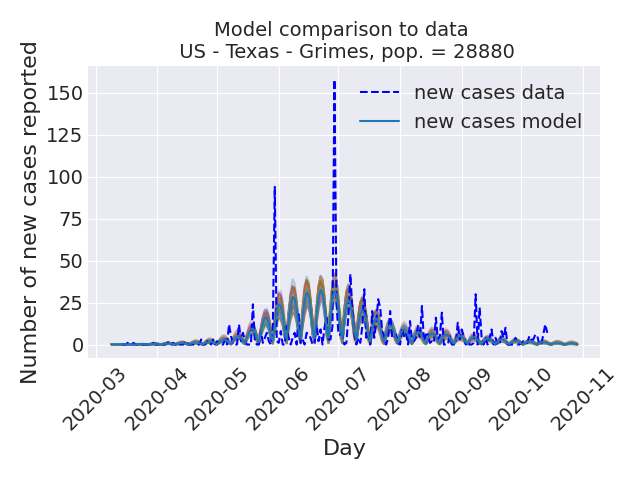 Model comparison to data
US - Texas - Grimes, pop. = 28880
Number of new cases reported
150
125
100
75
50
25
0
new cases data
new cases model
2020-03
2020-04
2020-05
2020-06
2020-07
2020-08
2020-09
2020-10
2020-11
Day